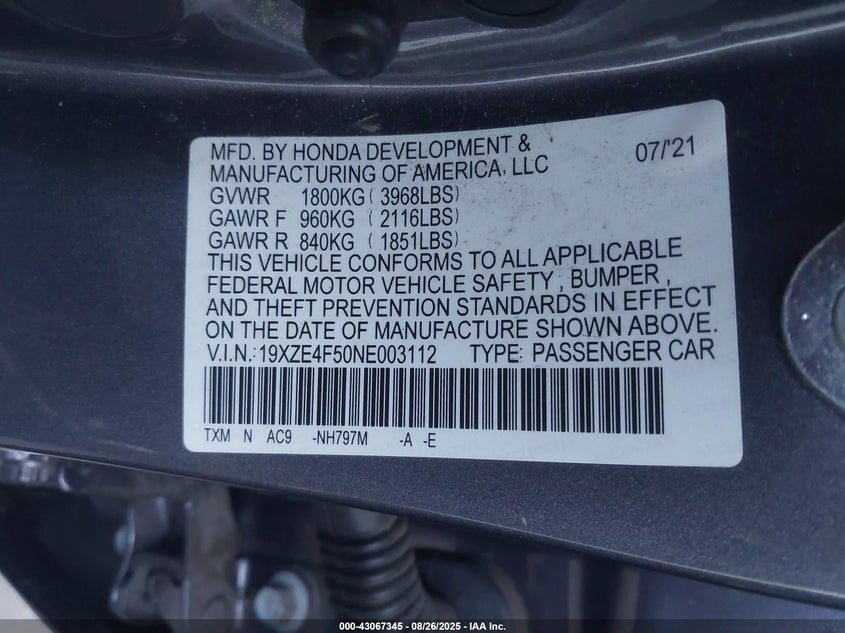 MFD. BY HONDA DEVELOPMENT & 07/'21
MANUFACTURING OF AMERICA, LLC
GVWR 1800KG ( 3968LBS)
GAWR F 960KG ( 2116LBS)
GAWR R 840KG ( 1851LBS)
THIS VEHICLE CONFORMS TO ALL APPLICABLE
FEDERAL MOTOR VEHICLE SAFETY , BUMPER ,
AND THEFT PREVENTION STANDARDS IN EFFECT
ON THE DATE OF MANUFACTURE SHOWN ABOVE.
V.I.N.: 19XZE4F50NE003112 TYPE: PASSENGER CAR
TXM N AC9 -NH797M -A -E
000-43067345 - 08/26/2025 - IAA Inc.